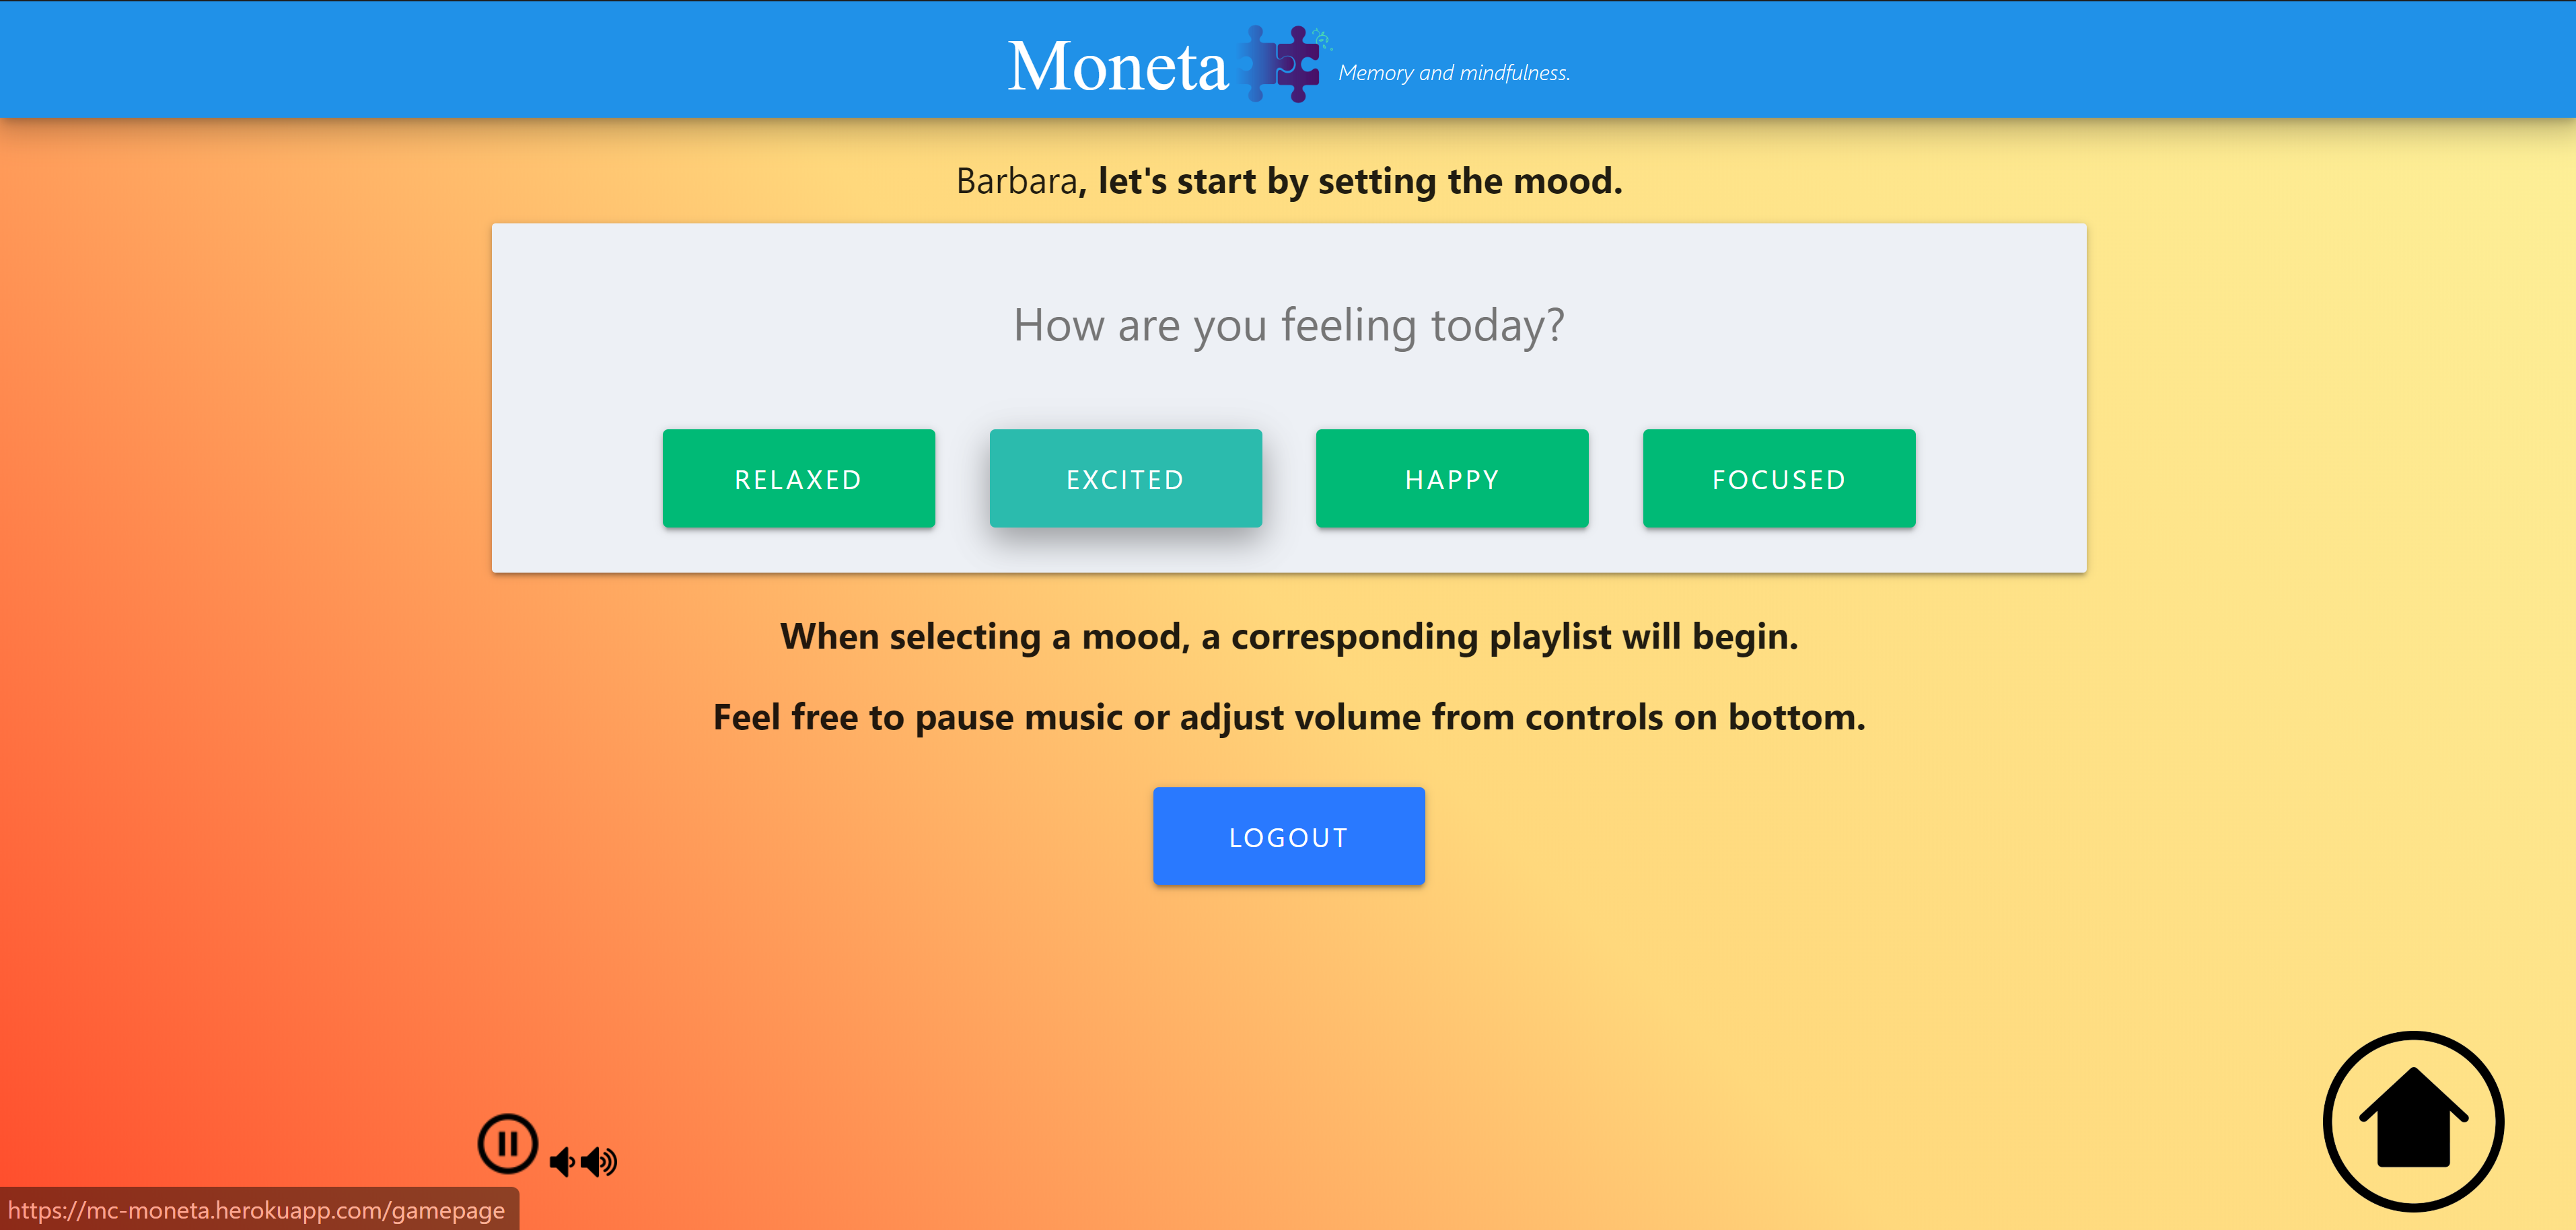 Moneta Memory and mindfulness.
Barbara, let's start by setting the mood.
How are you feeling today?
RELAXED EXCITED HAPPY FOCUSED
When selecting a mood, a corresponding playlist will begin.
Feel free to pause music or adjust volume from controls on bottom.
LOGOUT
https://mc-moneta.herokuapp.com/gamepage